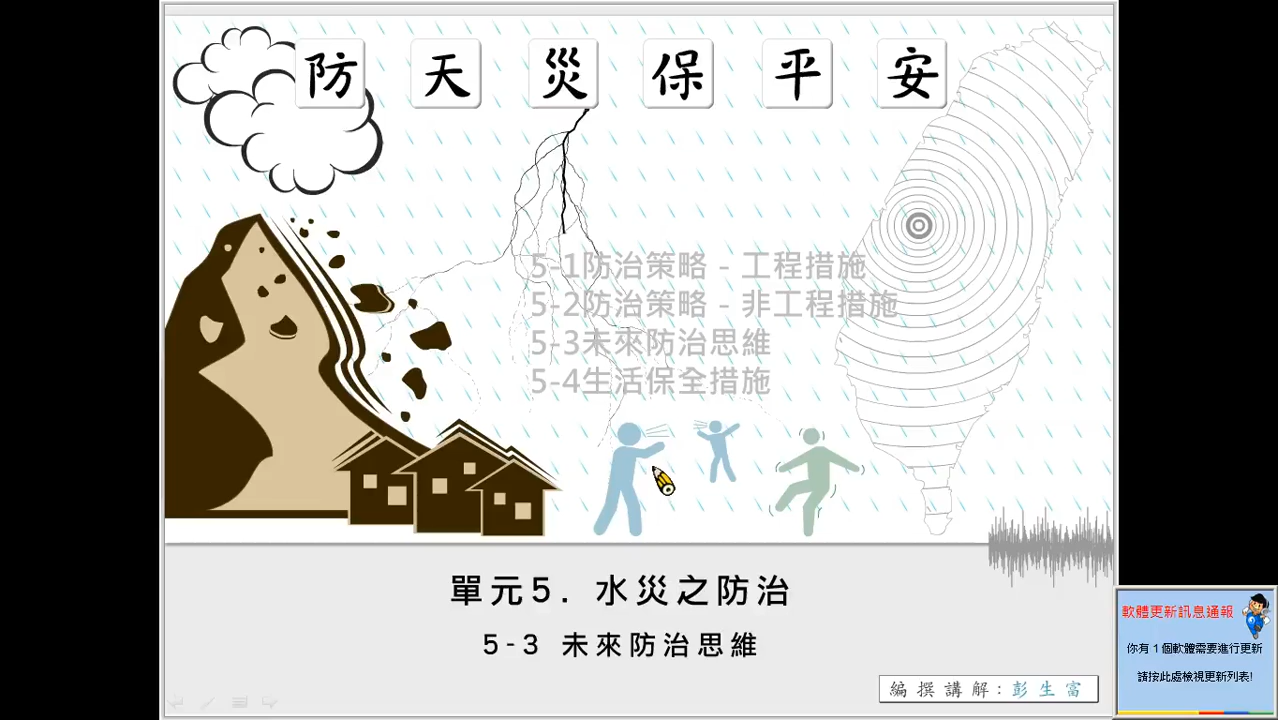 防天災保平安
5-1防治策略－工程措施
5-2防治策略－非工程措施
5-3未來防治思維
5-4生活保全措施
單元5. 水災之防治
5-3 未來防治思維
編撰講解:彭生富
軟體更新訊息通報
你有 1 個軟體需要進行更新
請按此處檢視更新列表!